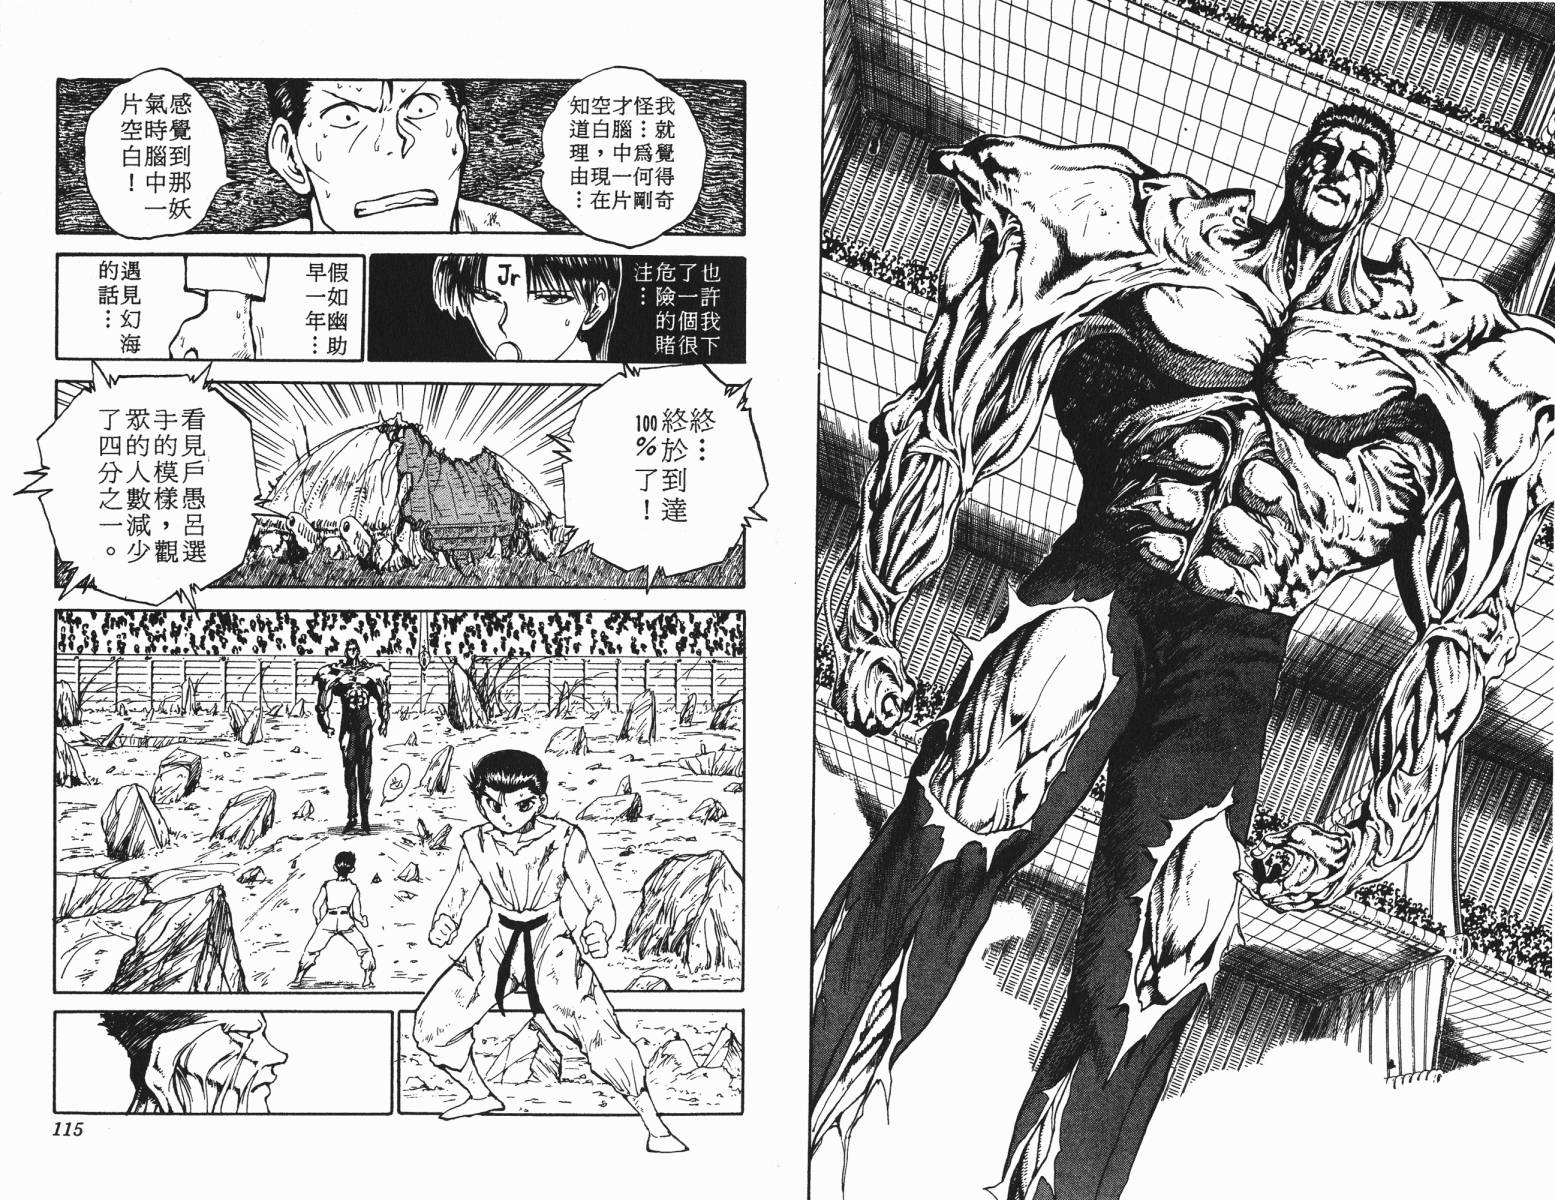 我就覺得奇
怪…為何剛
才腦中一片
空白，現在
知道理由…
感覺到那妖
氣時腦中一
片空白！
也許我下
了一個很
危險的賭
注…
Jr
假如幽助
早一年…
遇見幻海
的話…
終…
終於到達
100%了！
看見戶愚呂選
手的模樣，觀
眾的人數減少
了四分之一。
115